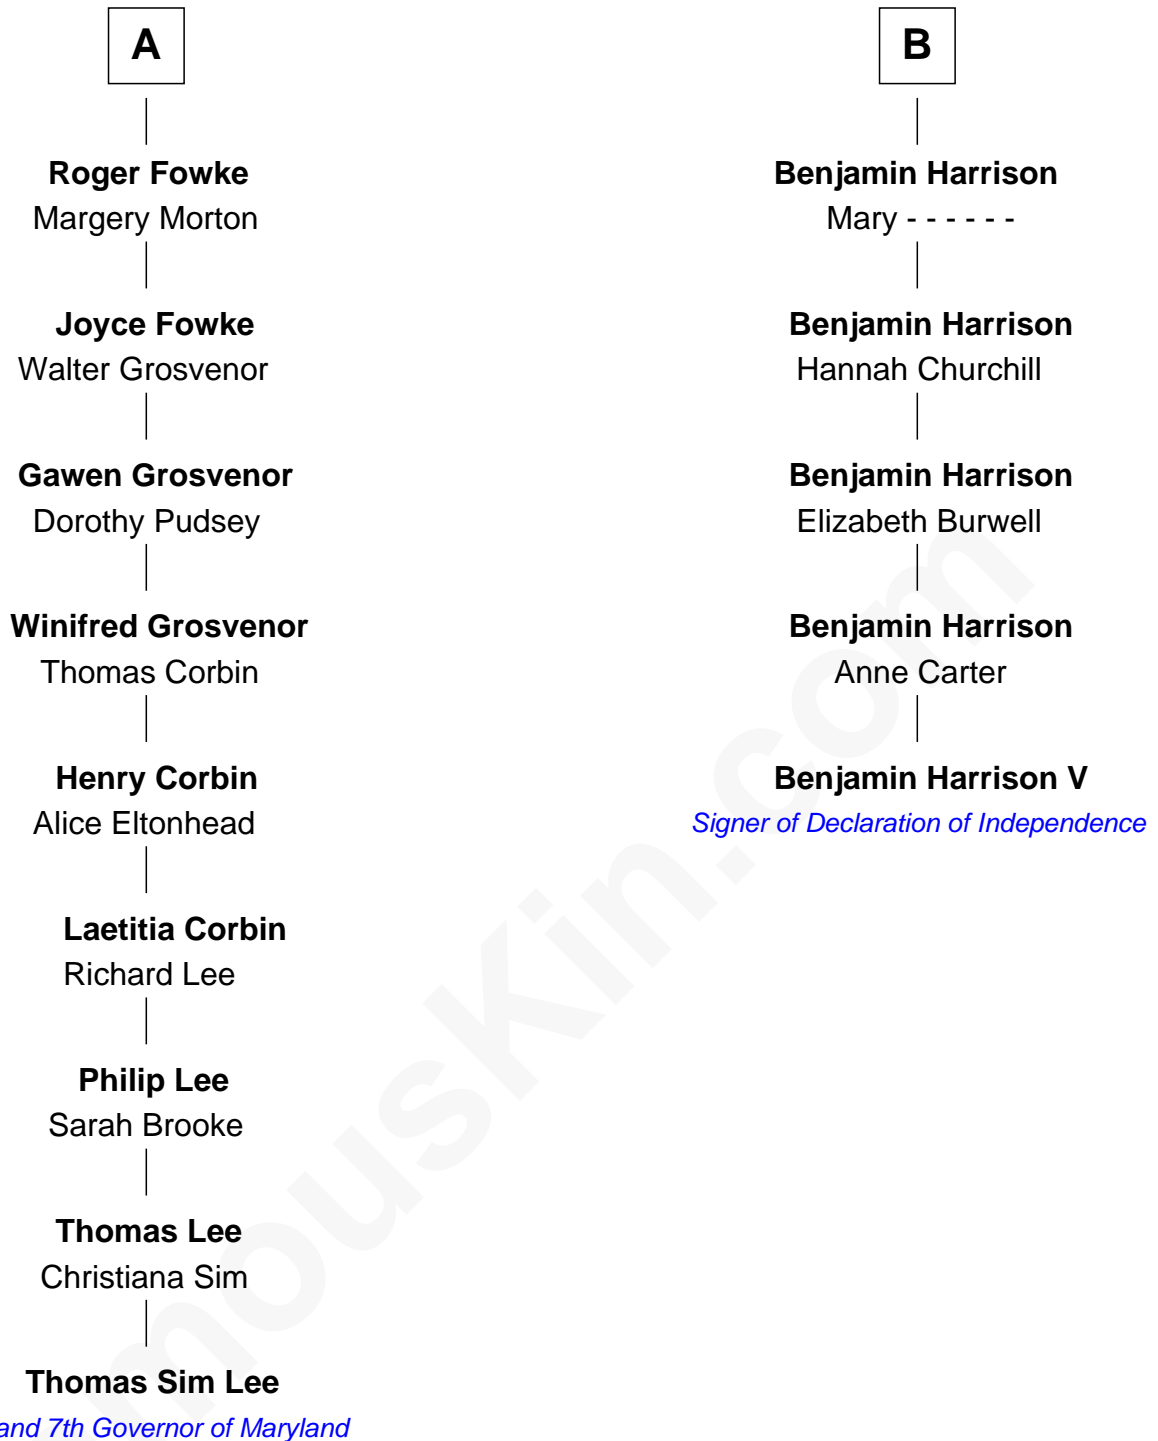 A
Roger Fowke
Margery Morton
Joyce Fowke
Walter Grosvenor
Gawen Grosvenor
Dorothy Pudsey
Winifred Grosvenor
Thomas Corbin
Henry Corbin
Alice Eltonhead
Laetitia Corbin
Richard Lee
Philip Lee
Sarah Brooke
Thomas Lee
Christiana Sim
Thomas Sim Lee
and 7th Governor of Maryland
B
Benjamin Harrison
Mary - - - - - -
Benjamin Harrison
Hannah Churchill
Benjamin Harrison
Elizabeth Burwell
Benjamin Harrison
Anne Carter
Benjamin Harrison V
Signer of Declaration of Independence
mousKin.com